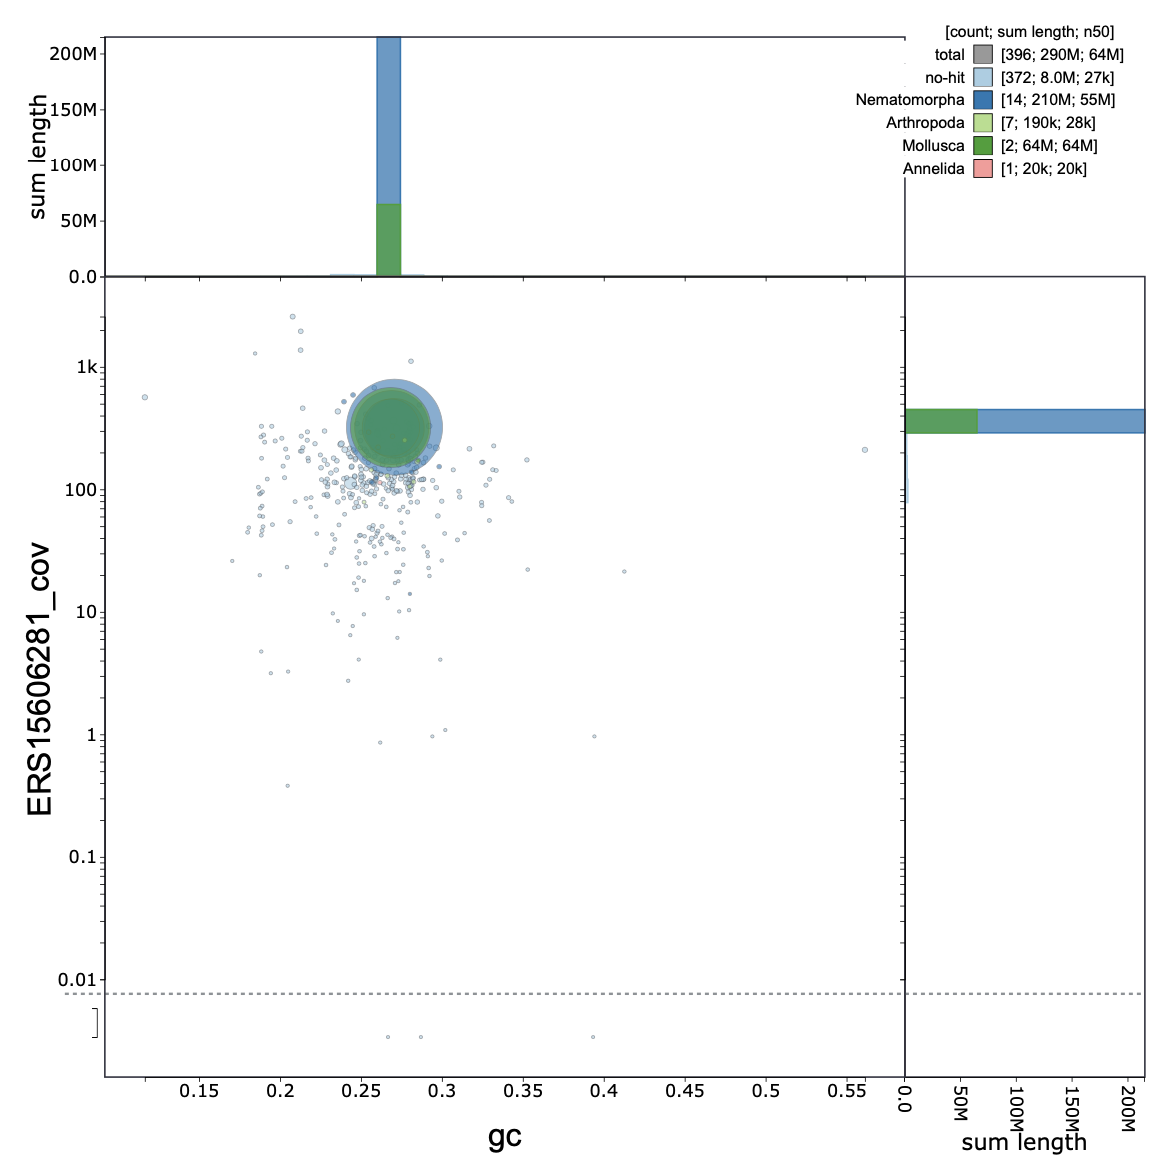 [count; sum length; n50]
total [396; 290M; 64M]
no-hit [372; 8.0M; 27k]
Nematomorpha [14; 210M; 55M]
Arthropoda [7; 190k; 28k]
Mollusca [2; 64M; 64M]
Annelida [1; 20k; 20k]
sum length
200M
150M
100M
50M
0.0
ERS15606281_cov
1k
100
10
1
0.1
0.01
0.15 0.2 0.25 0.3 0.35 0.4 0.45 0.5 0.55
gc
0.0 50M 100M 150M 200M
sum length